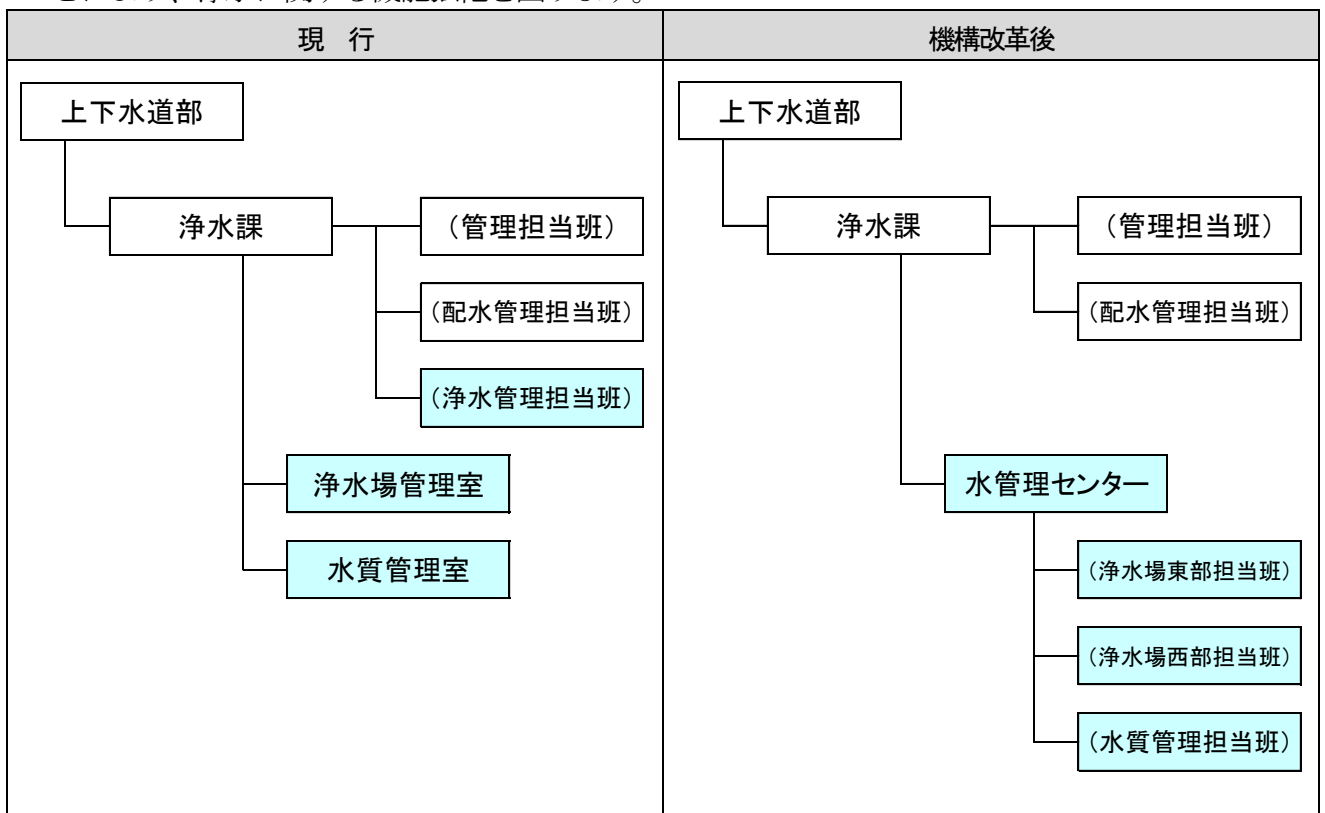 現　行
機構改革後
上下水道部
浄水課
（管理担当班）
（配水管理担当班）
（浄水管理担当班）
浄水場管理室
水質管理室
上下水道部
浄水課
（管理担当班）
（配水管理担当班）
水管理センター
（浄水場東部担当班）
（浄水場西部担当班）
（水質管理担当班）